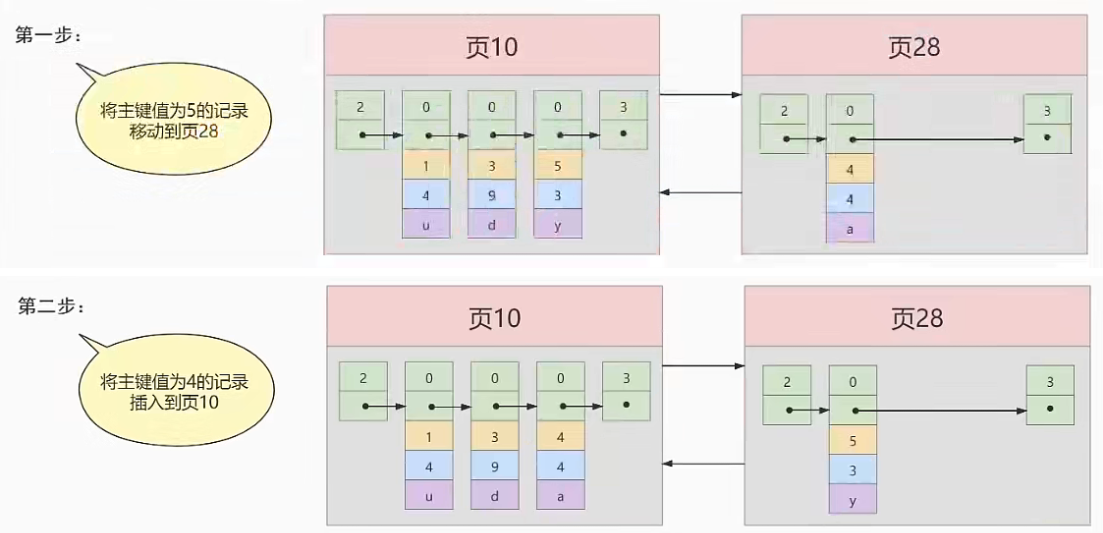 第一步：
将主键值为5的记录
移动到页28
页10
2 0 0 0 3
1 3 5
4 9 3
u d y
页28
2 0 3
4
4
a
第二步：
将主键值为4的记录
插入到页10
页10
2 0 0 0 3
1 3 4
4 9 4
u d a
页28
2 0 3
5
3
y